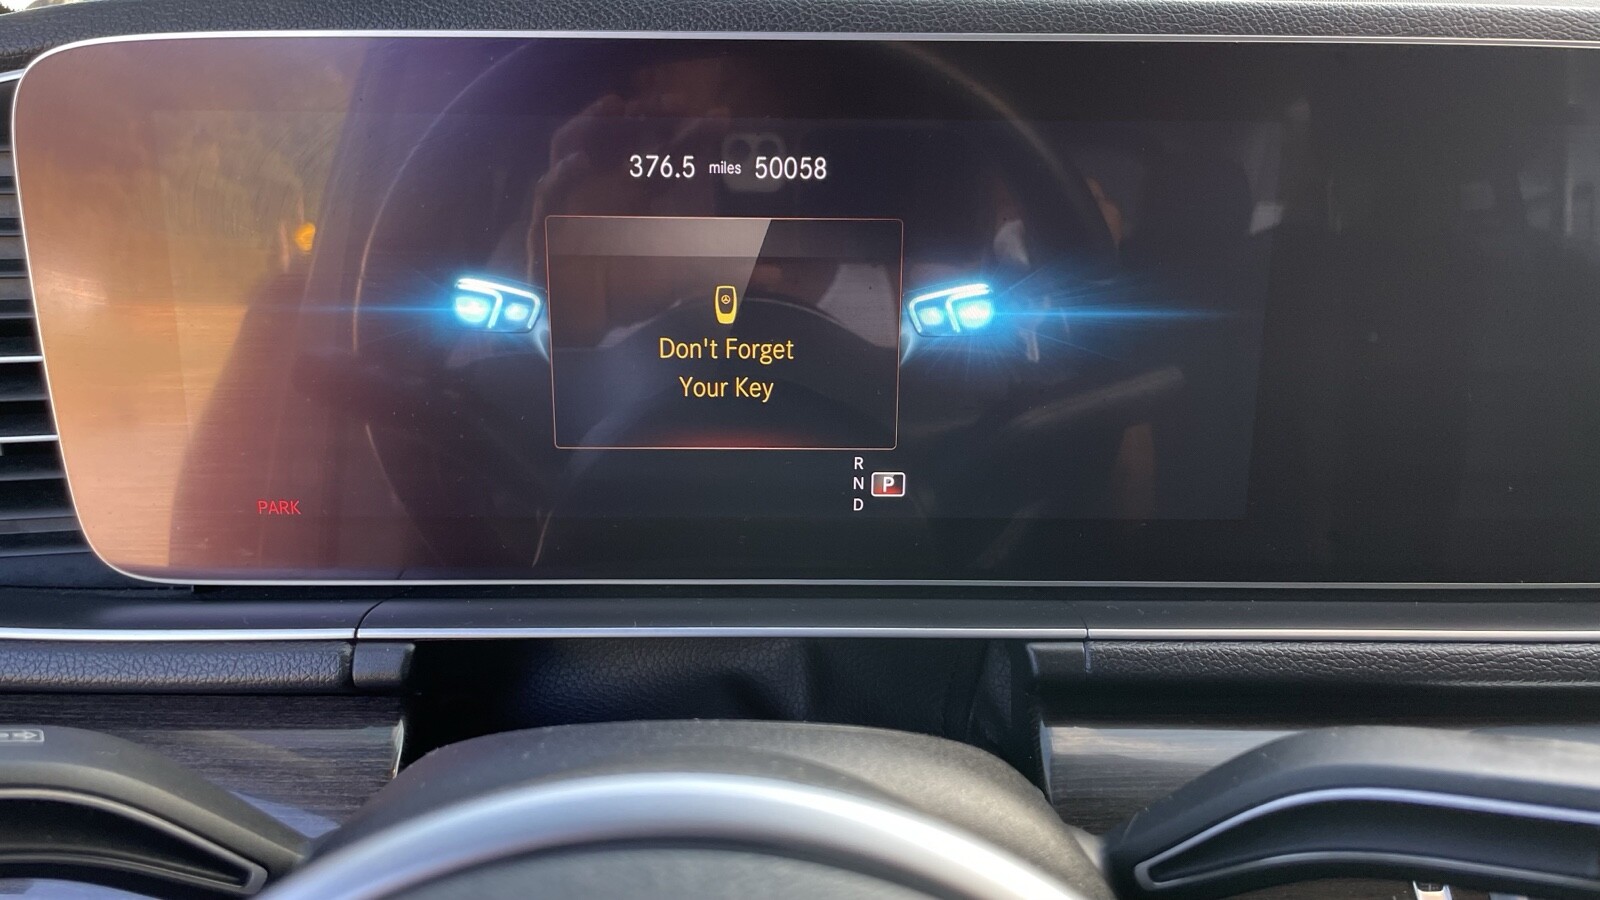 376.5 miles 50058
Don't Forget
Your Key
R
N P
D
PARK